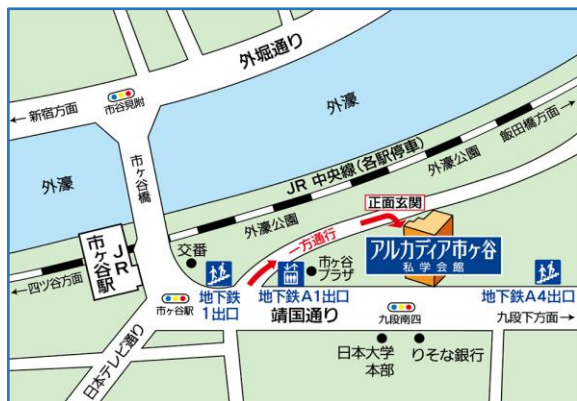 外堀通り
← 新宿方面
市谷見附
外濠
飯田橋方面 →
JR 中央線(各駅停車)
外濠公園
市ヶ谷橋
外濠
正面玄関
外濠公園
一方通行
アルカディア市ヶ谷
私学会館
JR
市ヶ谷駅
交番
市ヶ谷
プラザ
←四ツ谷方面
地下鉄
1出口
地下鉄A1出口
地下鉄A4出口
市ヶ谷駅
靖国通り
九段南四
九段下方面→
日本テレビ通り
日本大学
本部
りそな銀行